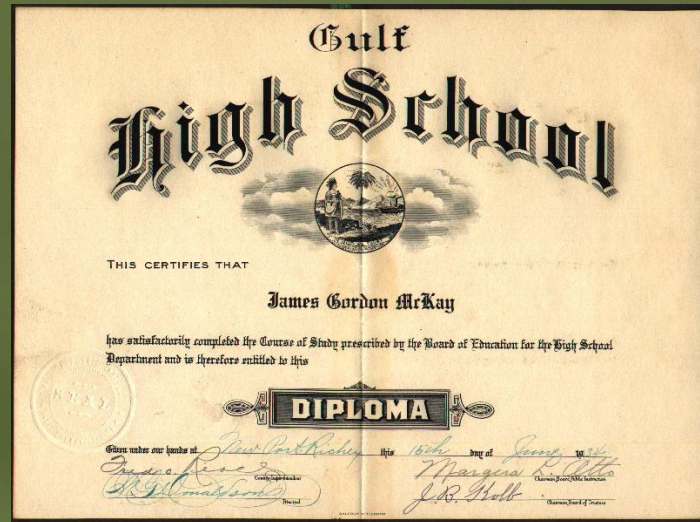 Gulf
High School
THIS CERTIFIES THAT
James Gordon McKay
has satisfactorily completed the Course of Study prescribed by the Board of Education for the High School
Department and is therefore entitled to this
DIPLOMA
SEAL
Given under our hands at New Port Richey this 15th day of June
County Superintendent
Chairman Board Public Instruction
J.B. Kolb
Principal
Chairman Board of Trustees